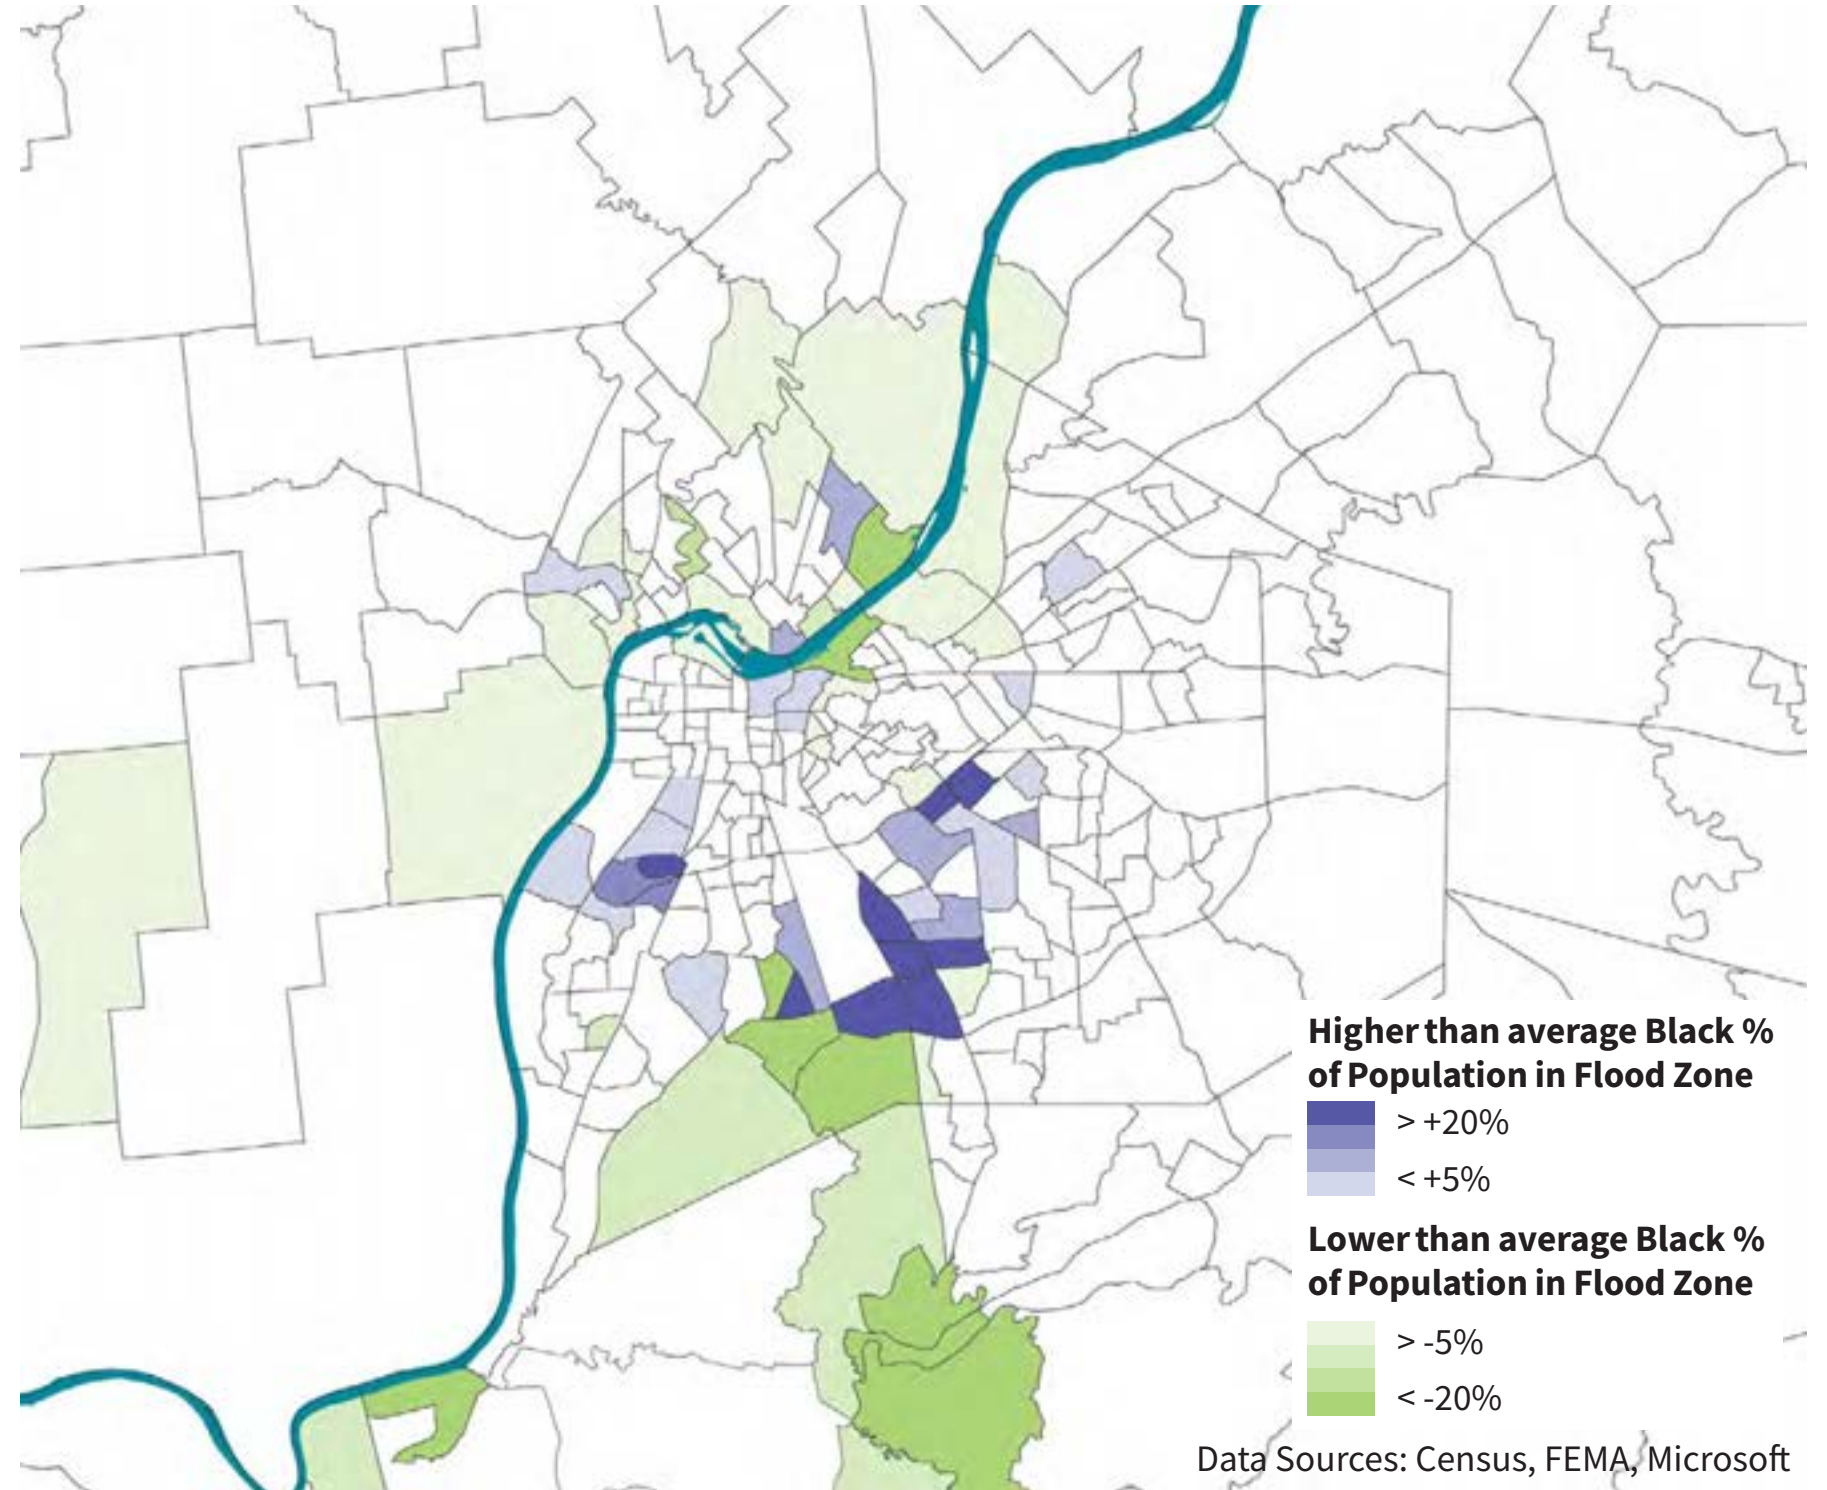 Higher than average Black %
of Population in Flood Zone
> +20%
< +5%
Lower than average Black %
of Population in Flood Zone
> -5%
< -20%
Data Sources: Census, FEMA, Microsoft